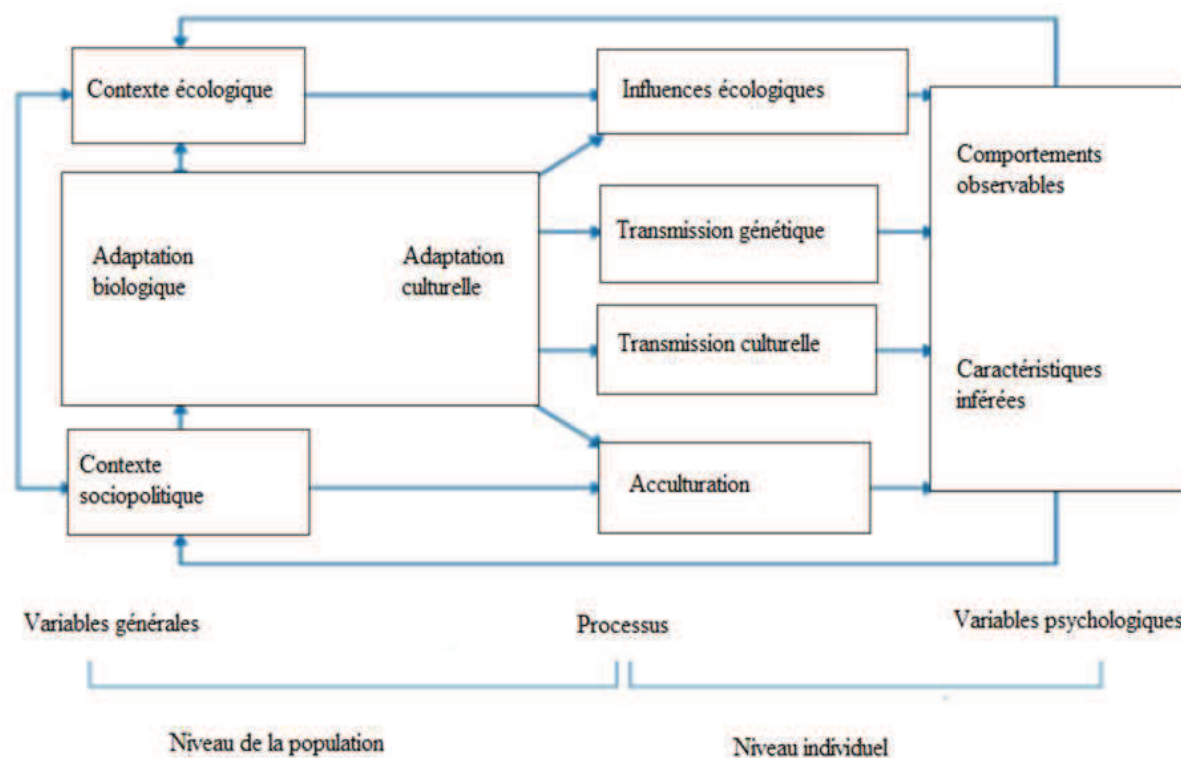 Contexte écologique
Influences écologiques
Comportements
observables
Transmission génétique
Adaptation
biologique
Adaptation
culturelle
Transmission culturelle
Caractéristiques
inférées
Contexte
sociopolitique
Acculturation
Variables générales
Processus
Variables psychologiques
Niveau de la population
Niveau individuel